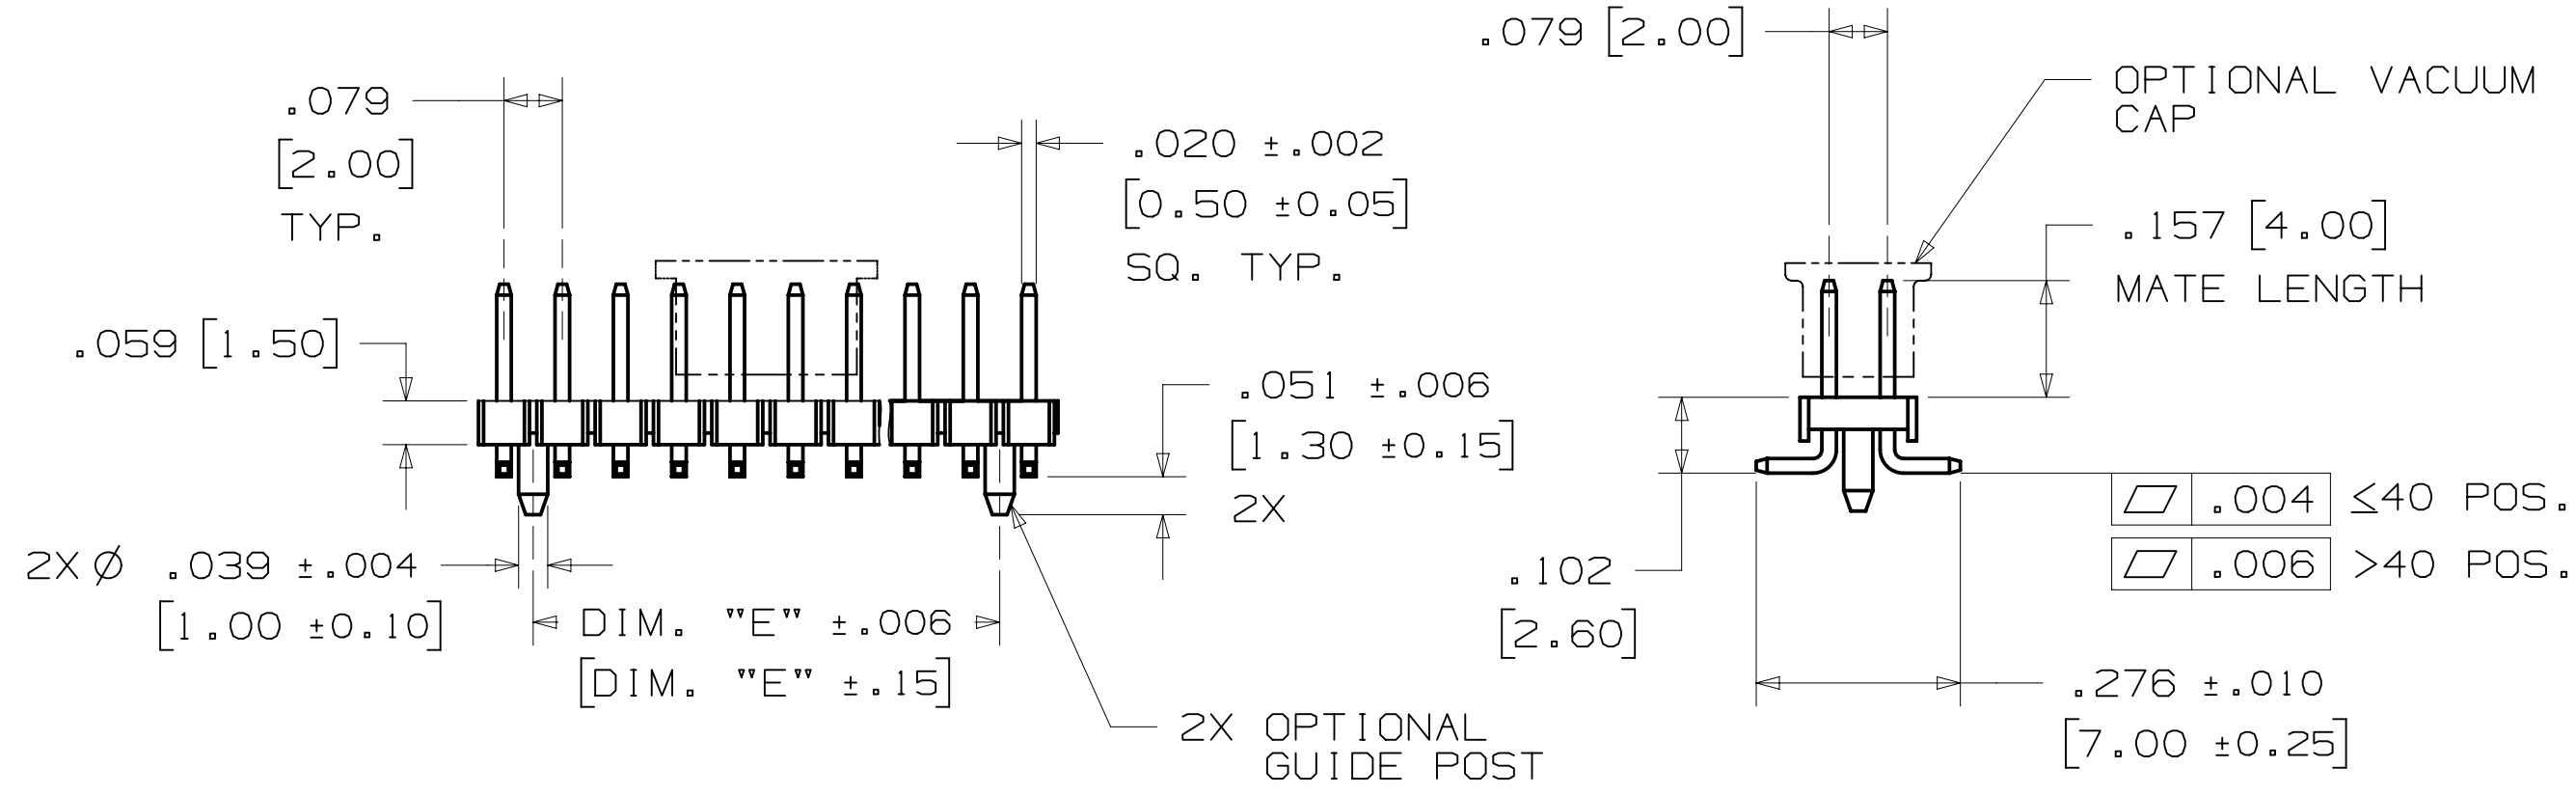 .079
[2.00]
TYP.
.020 ±.002
[0.50 ±0.05]
SQ. TYP.
.059 [1.50]
.051 ±.006
[1.30 ±0.15]
2X
2X Ø .039 ±.004
[1.00 ±0.10]
DIM. "E" ±.006
[DIM. "E" ±.15]
2X OPTIONAL
GUIDE POST
.079 [2.00]
OPTIONAL VACUUM
CAP
.157 [4.00]
MATE LENGTH
⏥ .004 ≤40 POS.
⏥ .006 >40 POS.
.102
[2.60]
.276 ±.010
[7.00 ±0.25]